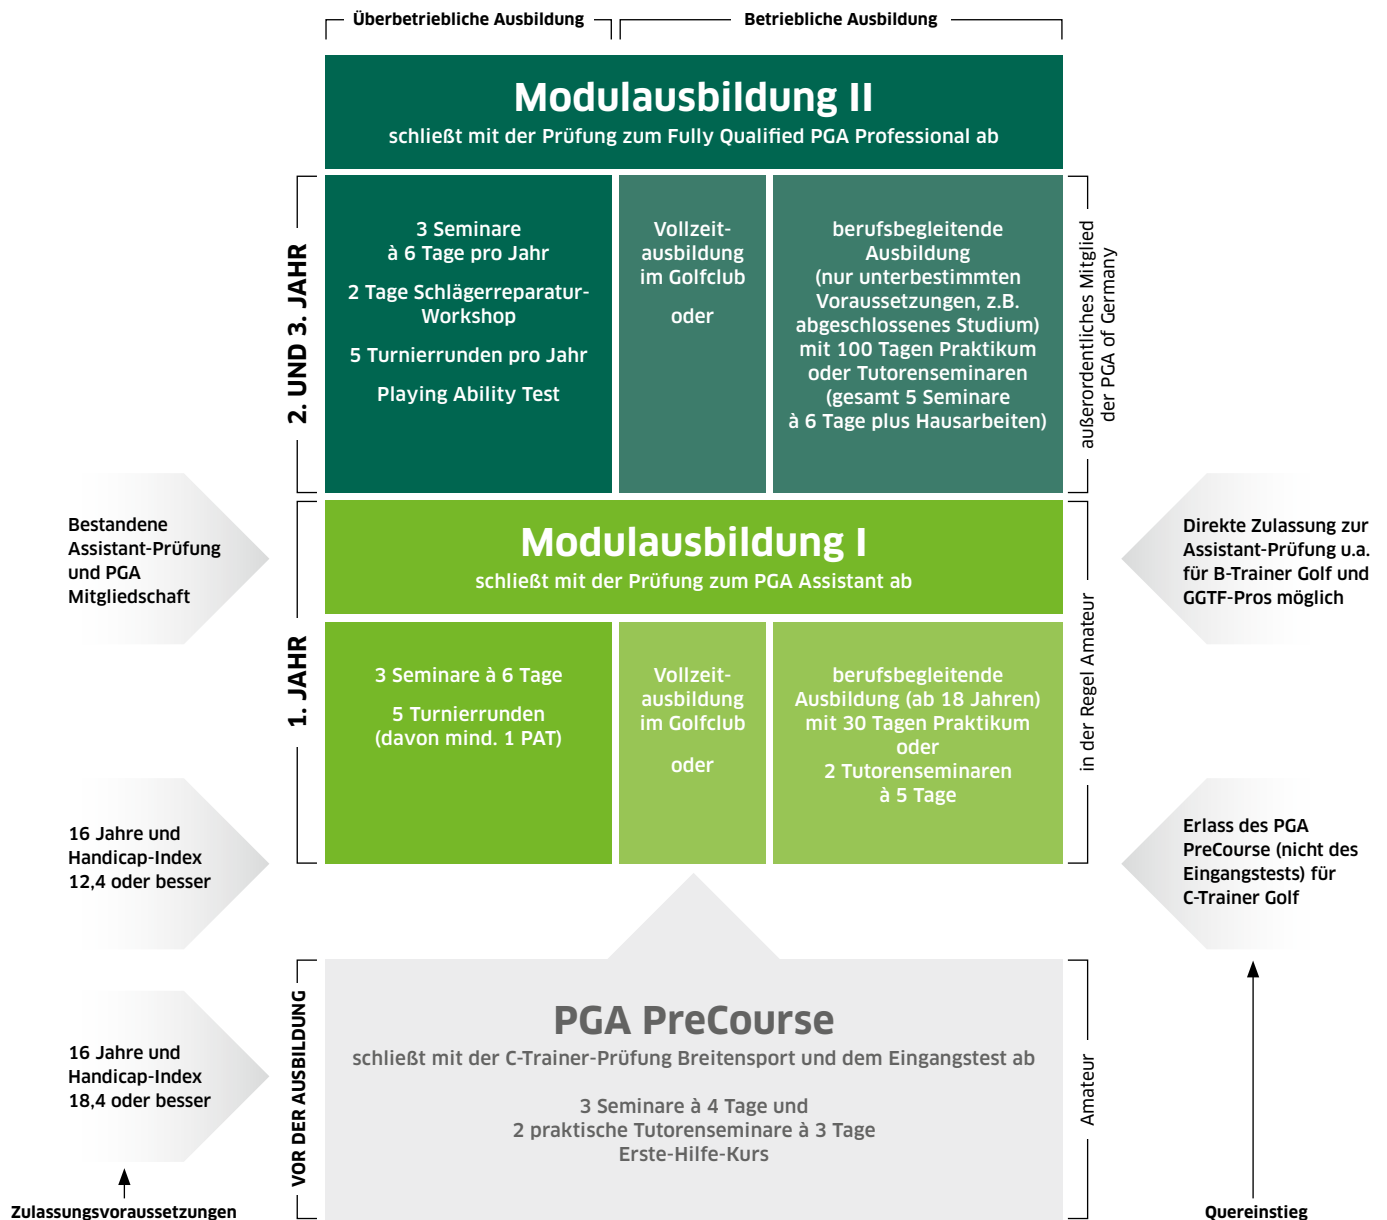 Überbetriebliche Ausbildung
Betriebliche Ausbildung
Modulausbildung II
schließt mit der Prüfung zum Fully Qualified PGA Professional ab
2. UND 3. JAHR
3 Seminare
à 6 Tage pro Jahr
2 Tage Schlägerreparatur-
Workshop
5 Turnierrunden pro Jahr
Playing Ability Test
Vollzeit-
ausbildung
im Golfclub
oder
berufsbegleitende
Ausbildung
(nur unterbestimmten
Voraussetzungen, z.B.
abgeschlossenes Studium)
mit 100 Tagen Praktikum
oder Tutorenseminaren
(gesamt 5 Seminare
à 6 Tage plus Hausarbeiten)
außerordentliches Mitglied
der PGA of Germany
Bestandene
Assistant-Prüfung
und PGA
Mitgliedschaft
Modulausbildung I
schließt mit der Prüfung zum PGA Assistant ab
Direkte Zulassung zur
Assistant-Prüfung u.a.
für B-Trainer Golf und
GGTF-Pros möglich
1. JAHR
3 Seminare à 6 Tage
5 Turnierrunden
(davon mind. 1 PAT)
Vollzeit-
ausbildung
im Golfclub
oder
berufsbegleitende
Ausbildung (ab 18 Jahren)
mit 30 Tagen Praktikum
oder
2 Tutorenseminaren
à 5 Tage
in der Regel Amateur
16 Jahre und
Handicap-Index
12,4 oder besser
Erlass des PGA
PreCourse (nicht des
Eingangstests) für
C-Trainer Golf
VOR DER AUSBILDUNG
PGA PreCourse
schließt mit der C-Trainer-Prüfung Breitensport und dem Eingangstest ab
3 Seminare à 4 Tage und
2 praktische Tutorenseminare à 3 Tage
Erste-Hilfe-Kurs
Amateur
16 Jahre und
Handicap-Index
18,4 oder besser
Zulassungsvoraussetzungen
Quereinstieg